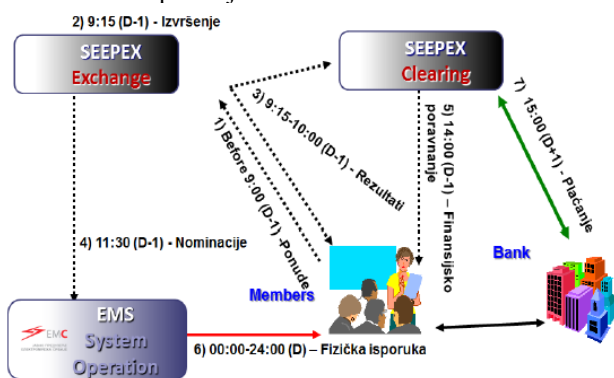 2) 9:15 (D-1) - Izvršenje
SEEPEX
Exchange
SEEPEX
Clearing
1) Before 9:00 (D-1) - Ponude
3) 9:15-10:00 (D-1) - Rezultati
5) 14:00 (D-1) – Finansijsko
poravnanje
7) 15:00 (D+1) - Plaćanje
4) 11:30 (D-1) - Nominacije
Members
Bank
EMS
EMC
System
Operation
6) 00:00-24:00 (D) – Fizička isporuka